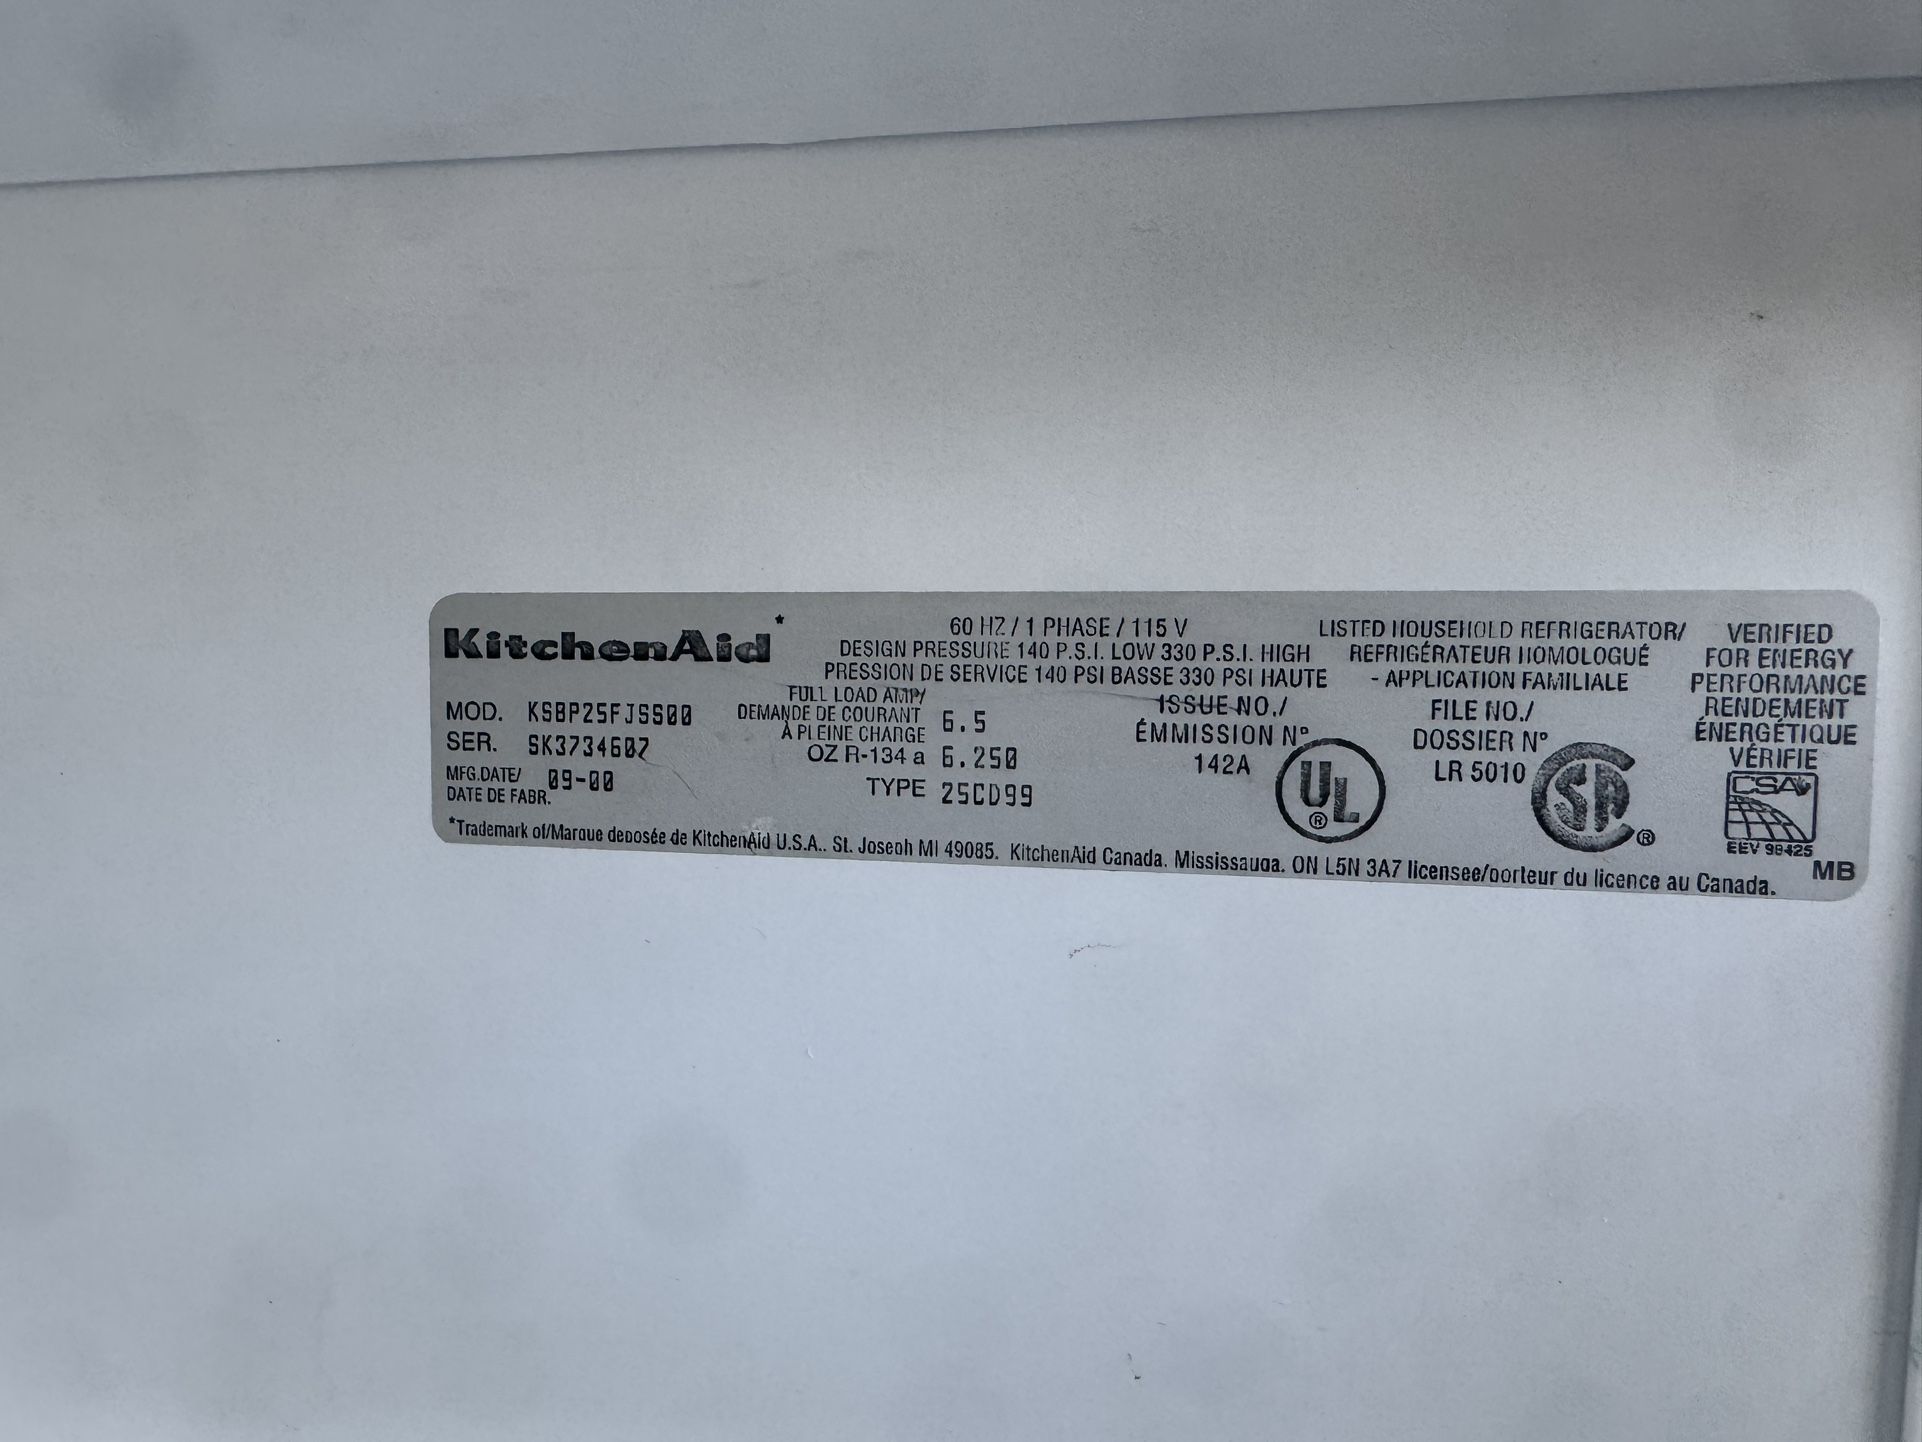 KitchenAid*
MOD. KSBP25FJSS00
SER. SK3734607
MFG.DATE/ 09-00
DATE DE FABR.
60 HZ / 1 PHASE / 115 V
DESIGN PRESSURE 140 P.S.I. LOW 330 P.S.I. HIGH
PRESSION DE SERVICE 140 PSI BASSE 330 PSI HAUTE
FULL LOAD AMP/
DEMANDE DE COURANT 6.5
À PLEINE CHARGE
OZ R-134 a 6.250
TYPE 25CD99
ISSUE NO./
ÉMMISSION N°
142A
UL ®
LISTED HOUSEHOLD REFRIGERATOR/
REFRIGÉRATEUR HOMOLOGUÉ
- APPLICATION FAMILIALE
FILE NO./
DOSSIER N°
LR 5010
SA ®
VERIFIED
FOR ENERGY
PERFORMANCE
RENDEMENT
ÉNERGÉTIQUE
VÉRIFIE
CSA
EEV 98425
MB
*Trademark of/Marque deposée de KitchenAid U.S.A.. St. Joseph MI 49085. KitchenAid Canada. Mississauga. ON L5N 3A7 licensee/porteur du licence au Canada.